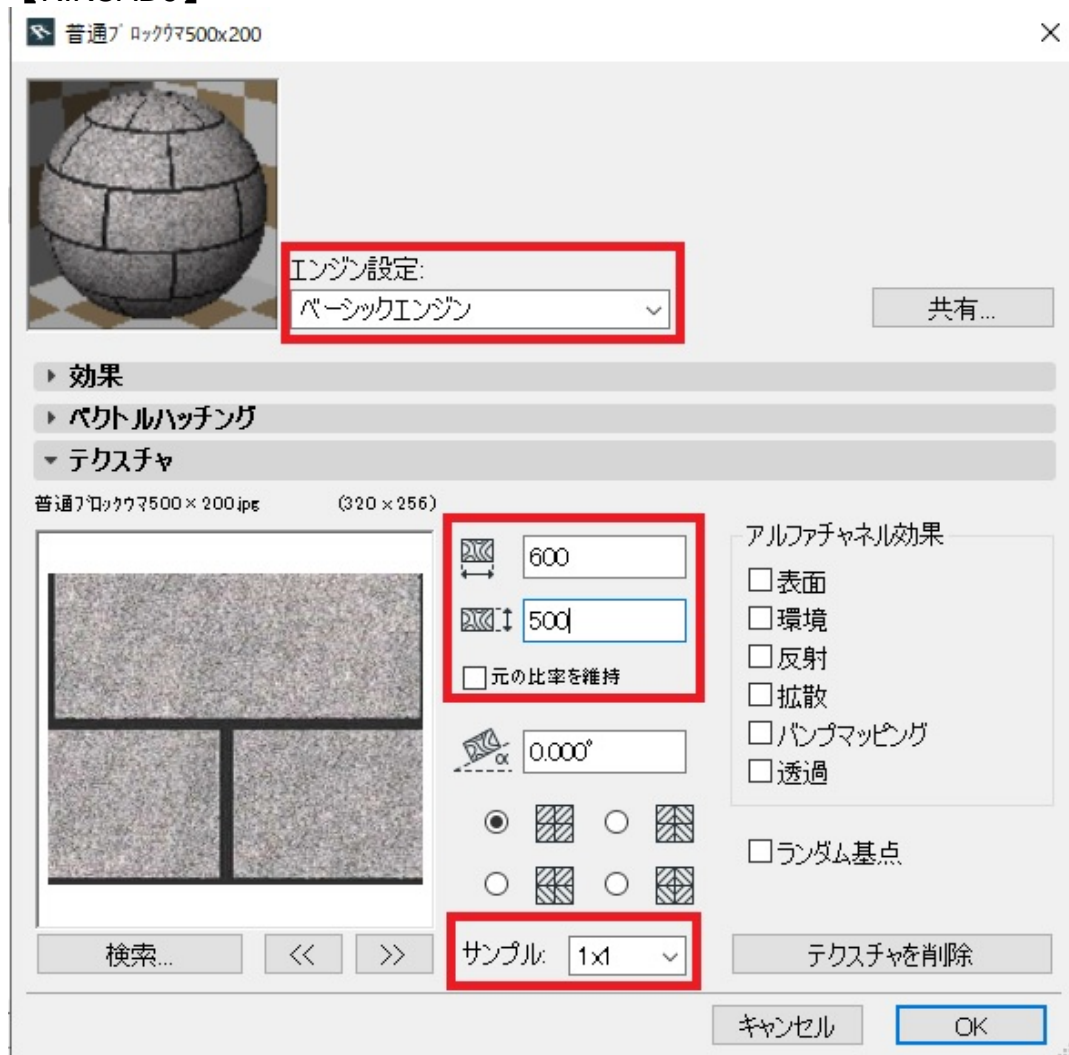 普通ブロックウマ500x200
エンジン設定:
ベーシックエンジン
共有...
効果
ベクトルハッチング
テクスチャ
普通ブロックウマ500×200.jpg (320 x 256)
600
500
元の比率を維持
α 0.000°
アルファチャネル効果
表面
環境
反射
拡散
バンプマッピング
透過
ランダム基点
検索... << >> サンプル: 1x1 テクスチャを削除
キャンセル OK